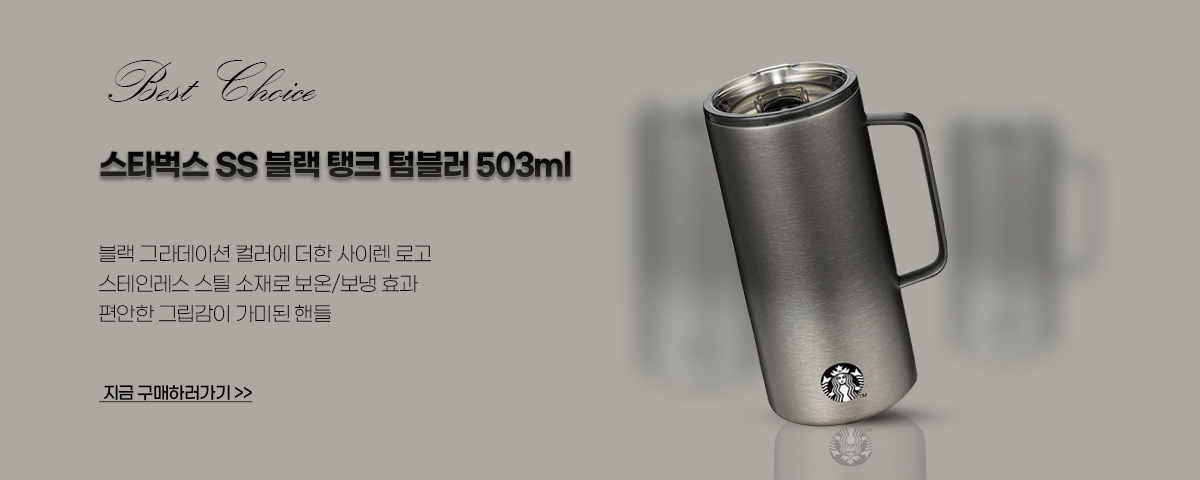 Best Choice
스타벅스 SS 블랙 탱크 텀블러 503ml
블랙 그라데이션 컬러에 더한 사이렌 로고
스테인레스 스틸 소재로 보온/보냉 효과
편안한 그립감이 가미된 핸들
지금 구매하러가기 >>
TM